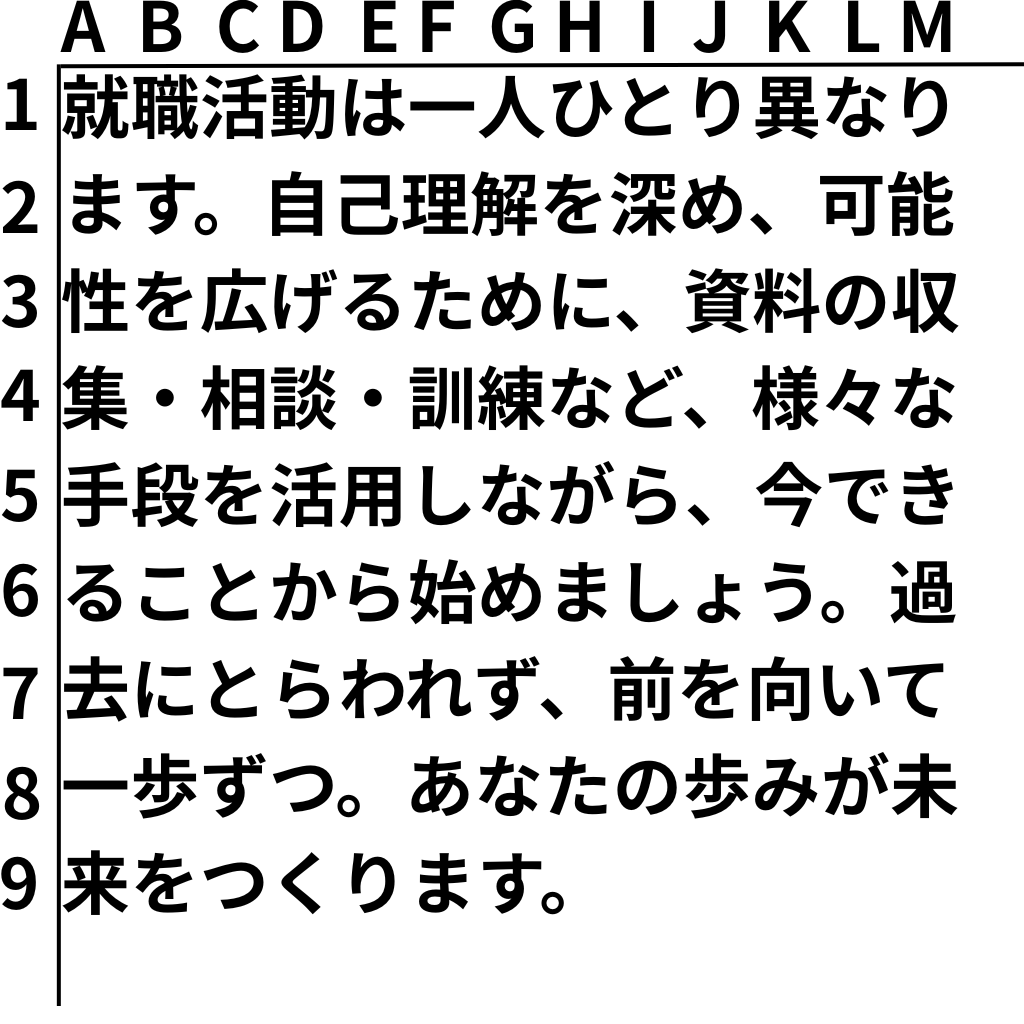 A B C D E F G H I J K L M
1 就職活動は一人ひとり異なり
2 ます。自己理解を深め、可能
3 性を広げるために、資料の収
4 集・相談・訓練など、様々な
5 手段を活用しながら、今でき
6 ることから始めましょう。過
7 去にとらわれず、前を向いて
8 一歩ずつ。あなたの歩みが未
9 来をつくります。